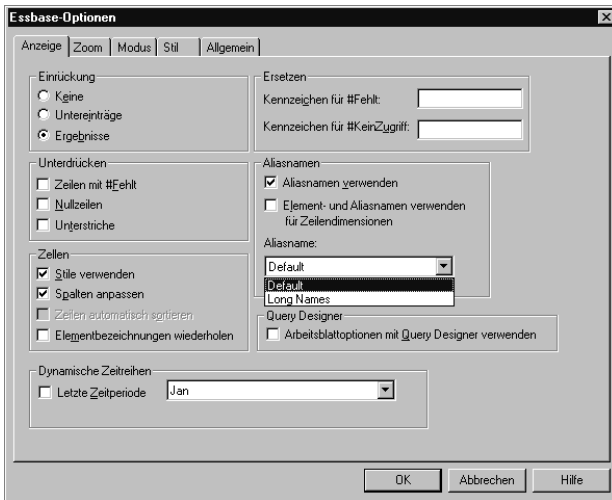 Essbase-Optionen
Anzeige Zoom Modus Stil Allgemein
Einrückung
Keine
Untereinträge
Ergebnisse
Ersetzen
Kennzeichen für #Fehlt:
Kennzeichen für #KeinZugriff:
Unterdrücken
Zeilen mit #Fehlt
Nullzeilen
Unterstriche
Aliasnamen
Aliasnamen verwenden
Element- und Aliasnamen verwenden
für Zeilendimensionen
Aliasname:
Default
Default
Long Names
Zellen
Stile verwenden
Spalten anpassen
Zeilen automatisch sortieren
Elementbezeichnungen wiederholen
Query Designer
Arbeitsblattoptionen mit Query Designer verwenden
Dynamische Zeitreihen
Letzte Zeitperiode Jan
OK Abbrechen Hilfe